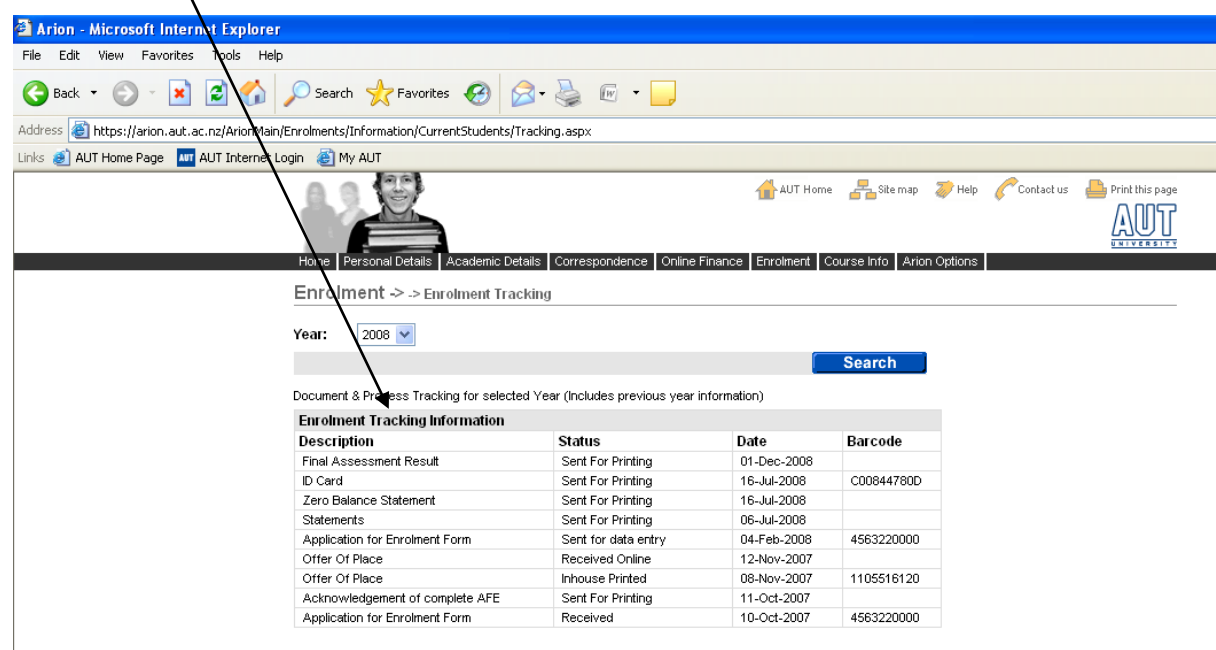 Arion - Microsoft Internet Explorer
File Edit View Favorites Tools Help
Back Search Favorites
Address https://arion.aut.ac.nz/ArionMain/Enrolments/Information/CurrentStudents/Tracking.aspx
Links AUT Home Page AUT AUT Internet Login My AUT
AUT Home Site map Help Contact us Print this page
AUT
UNIVERSITY
Home Personal Details Academic Details Correspondence Online Finance Enrolment Course Info Arion Options
Enrolment -> -> Enrolment Tracking
Year: 2008
Search
Document & Process Tracking for selected Year (Includes previous year information)
Enrolment Tracking Information
Description Status Date Barcode
Final Assessment Result Sent For Printing 01-Dec-2008
ID Card Sent For Printing 16-Jul-2008 C00844780D
Zero Balance Statement Sent For Printing 16-Jul-2008
Statements Sent For Printing 06-Jul-2008
Application for Enrolment Form Sent for data entry 04-Feb-2008 4563220000
Offer Of Place Received Online 12-Nov-2007
Offer Of Place Inhouse Printed 08-Nov-2007 1105516120
Acknowledgement of complete AFE Sent For Printing 11-Oct-2007
Application for Enrolment Form Received 10-Oct-2007 4563220000